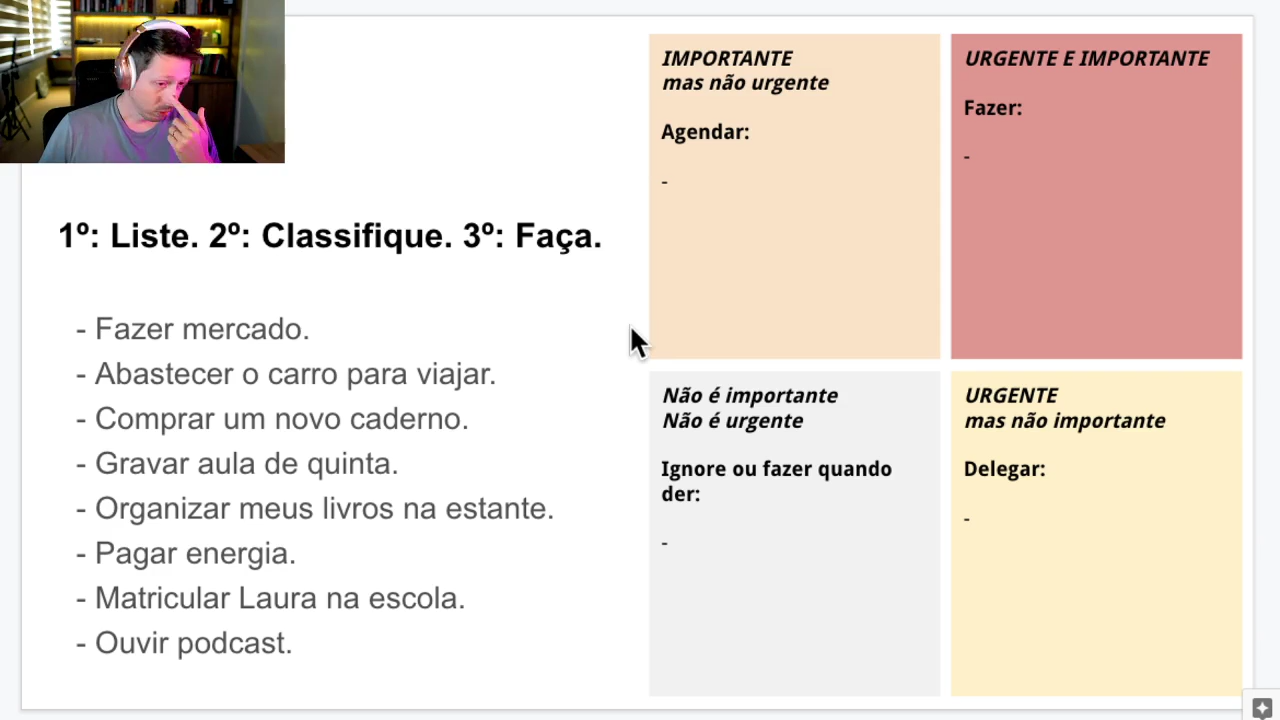 1º: Liste. 2º: Classifique. 3º: Faça.
- Fazer mercado.
- Abastecer o carro para viajar.
- Comprar um novo caderno.
- Gravar aula de quinta.
- Organizar meus livros na estante.
- Pagar energia.
- Matricular Laura na escola.
- Ouvir podcast.
IMPORTANTE
mas não urgente
Agendar:
-
URGENTE E IMPORTANTE
Fazer:
-
Não é importante
Não é urgente
Ignore ou fazer quando
der:
-
URGENTE
mas não importante
Delegar:
-